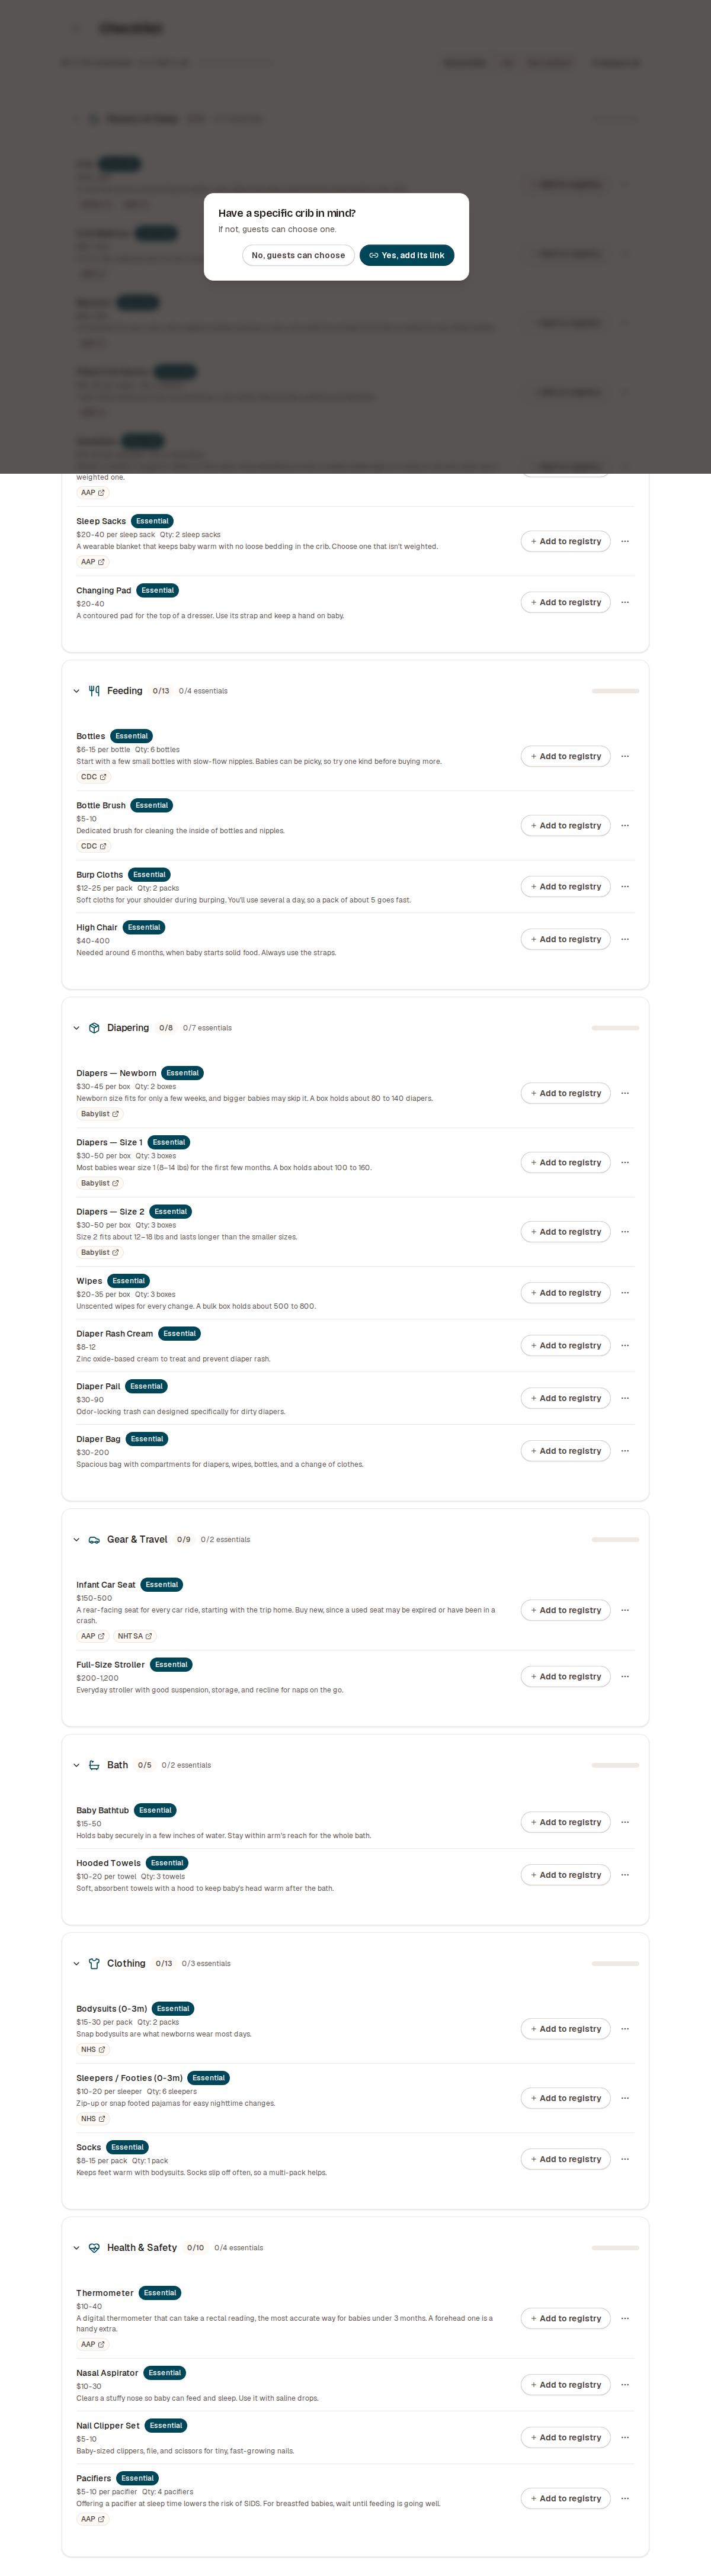 Checklist
Have a specific crib in mind?
If not, guests can choose one.
No, guests can choose
Yes, add its link
weighted one.
AAP
Sleep Sacks Essential
$20-40 per sleep sack Qty: 2 sleep sacks
A wearable blanket that keeps baby warm with no loose bedding in the crib. Choose one that isn't weighted.
AAP
+ Add to registry
Changing Pad Essential
$20-40
A contoured pad for the top of a dresser. Use its strap and keep a hand on baby.
+ Add to registry
Feeding 0/13 0/4 essentials
Bottles Essential
$6-15 per bottle Qty: 6 bottles
Start with a few small bottles with slow-flow nipples. Babies can be picky, so try one kind before buying more.
CDC
+ Add to registry
Bottle Brush Essential
$5-10
Dedicated brush for cleaning the inside of bottles and nipples.
CDC
+ Add to registry
Burp Cloths Essential
$12-25 per pack Qty: 2 packs
Soft cloths for your shoulder during burping. You'll use several a day, so a pack of about 5 goes fast.
+ Add to registry
High Chair Essential
$40-400
Needed around 6 months, when baby starts solid food. Always use the straps.
+ Add to registry
Diapering 0/8 0/7 essentials
Diapers — Newborn Essential
$30-45 per box Qty: 2 boxes
Newborn size fits for only a few weeks, and bigger babies may skip it. A box holds about 80 to 140 diapers.
Babylist
+ Add to registry
Diapers — Size 1 Essential
$30-50 per box Qty: 3 boxes
Most babies wear size 1 (8–14 lbs) for the first few months. A box holds about 100 to 160.
Babylist
+ Add to registry
Diapers — Size 2 Essential
$30-50 per box Qty: 3 boxes
Size 2 fits about 12–18 lbs and lasts longer than the smaller sizes.
Babylist
+ Add to registry
Wipes Essential
$20-35 per box Qty: 3 boxes
Unscented wipes for every change. A bulk box holds about 500 to 800.
+ Add to registry
Diaper Rash Cream Essential
$8-12
Zinc oxide-based cream to treat and prevent diaper rash.
+ Add to registry
Diaper Pail Essential
$30-90
Odor-locking trash can designed specifically for dirty diapers.
+ Add to registry
Diaper Bag Essential
$30-200
Spacious bag with compartments for diapers, wipes, bottles, and a change of clothes.
+ Add to registry
Gear & Travel 0/9 0/2 essentials
Infant Car Seat Essential
$150-500
A rear-facing seat for every car ride, starting with the trip home. Buy new, since a used seat may be expired or have been in a
crash.
AAP NHTSA
+ Add to registry
Full-Size Stroller Essential
$200-1,200
Everyday stroller with good suspension, storage, and recline for naps on the go.
+ Add to registry
Bath 0/5 0/2 essentials
Baby Bathtub Essential
$15-50
Holds baby securely in a few inches of water. Stay within arm's reach for the whole bath.
+ Add to registry
Hooded Towels Essential
$10-20 per towel Qty: 3 towels
Soft, absorbent towels with a hood to keep baby's head warm after the bath.
+ Add to registry
Clothing 0/13 0/3 essentials
Bodysuits (0-3m) Essential
$15-30 per pack Qty: 2 packs
Snap bodysuits are what newborns wear most days.
NHS
+ Add to registry
Sleepers / Footies (0-3m) Essential
$10-20 per sleeper Qty: 6 sleepers
Zip-up or snap footed pajamas for easy nighttime changes.
NHS
+ Add to registry
Socks Essential
$8-15 per pack Qty: 1 pack
Keeps feet warm with bodysuits. Socks slip off often, so a multi-pack helps.
+ Add to registry
Health & Safety 0/10 0/4 essentials
Thermometer Essential
$10-40
A digital thermometer that can take a rectal reading, the most accurate way for babies under 3 months. A forehead one is a
handy extra.
AAP
+ Add to registry
Nasal Aspirator Essential
$10-30
Clears a stuffy nose so baby can feed and sleep. Use it with saline drops.
+ Add to registry
Nail Clipper Set Essential
$5-10
Baby-sized clippers, file, and scissors for tiny, fast-growing nails.
+ Add to registry
Pacifiers Essential
$5-10 per pacifier Qty: 4 pacifiers
Offering a pacifier at sleep time lowers the risk of SIDS. For breastfed babies, wait until feeding is going well.
AAP
+ Add to registry